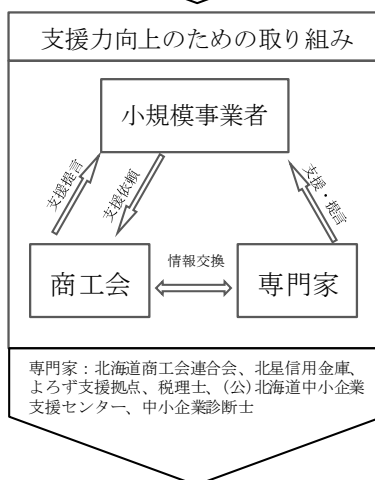 支援力向上のための取り組み
小規模事業者
支援提言
支援依頼
支援・提言
商工会
情報交換
専門家
専門家：北海道商工会連合会、北星信用金庫、
よろず支援拠点、税理士、(公)北海道中小企業
支援センター、中小企業診断士